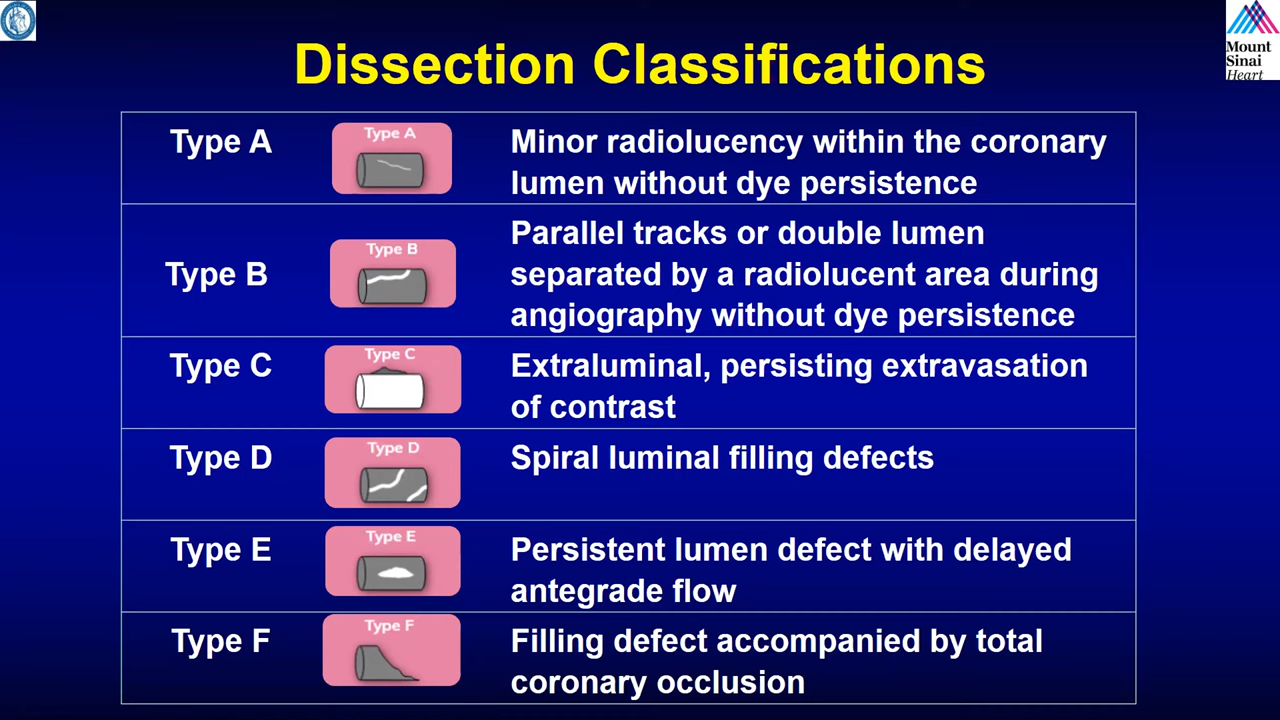 Mount
Sinai
Heart
Dissection Classifications
Type A
Type A
Minor radiolucency within the coronary
lumen without dye persistence
Type B
Type B
Parallel tracks or double lumen
separated by a radiolucent area during
angiography without dye persistence
Type C
Type C
Extraluminal, persisting extravasation
of contrast
Type D
Type D
Spiral luminal filling defects
Type E
Type E
Persistent lumen defect with delayed
antegrade flow
Type F
Type F
Filling defect accompanied by total
coronary occlusion